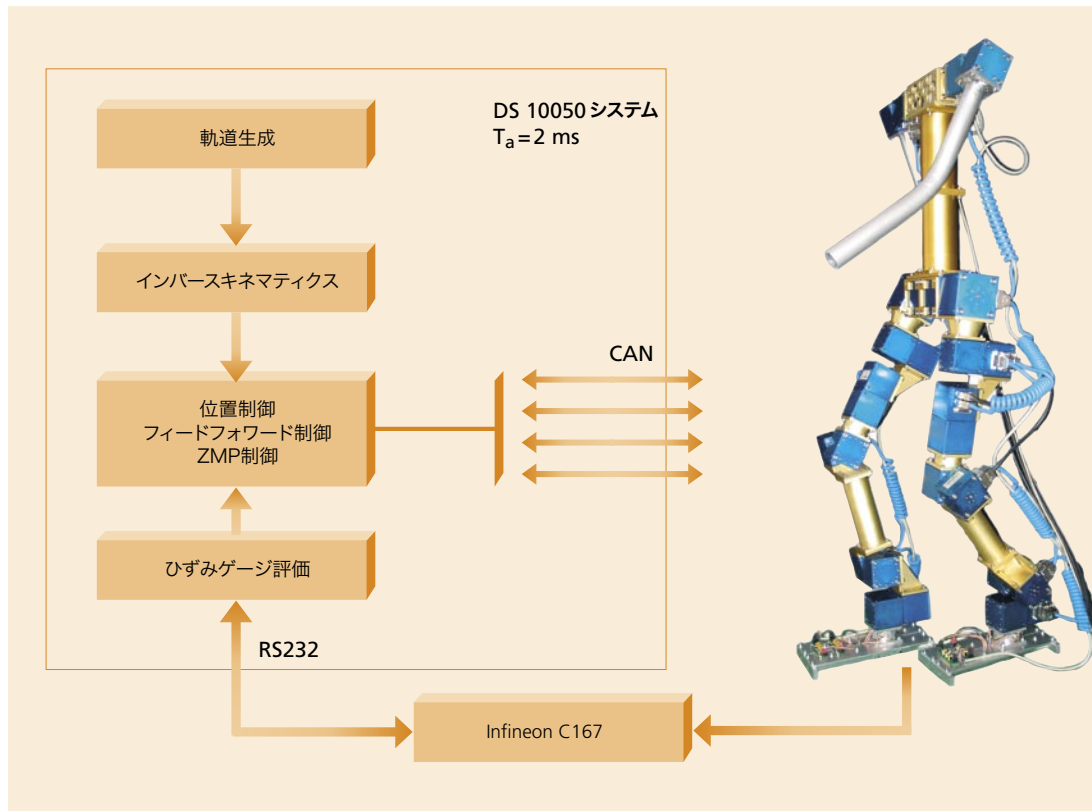 軌道生成
DS 10050 システム
Ta=2 ms
インバースキネマティクス
CAN
位置制御
フィードフォワード制御
ZMP制御
ひずみゲージ評価
RS232
Infineon C167